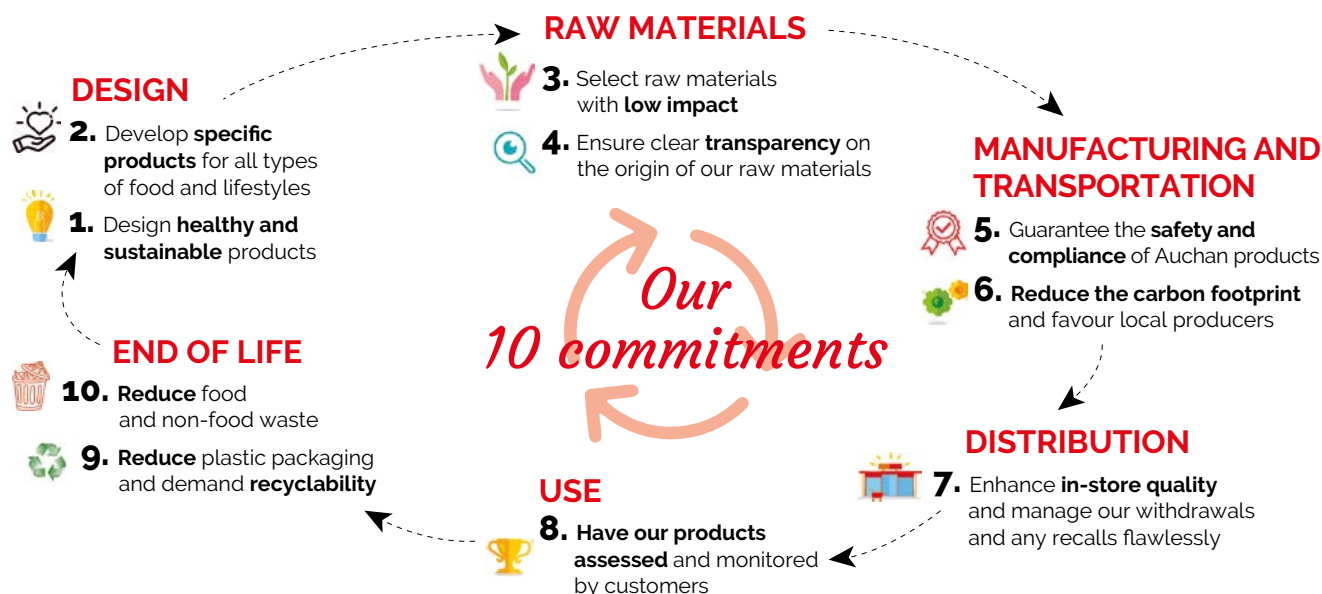 DESIGN
2. Develop specific
products for all types
of food and lifestyles
1. Design healthy and
sustainable products
RAW MATERIALS
3. Select raw materials
with low impact
4. Ensure clear transparency on
the origin of our raw materials
MANUFACTURING AND
TRANSPORTATION
5. Guarantee the safety and
compliance of Auchan products
6. Reduce the carbon footprint
and favour local producers
DISTRIBUTION
7. Enhance in-store quality
and manage our withdrawals
and any recalls flawlessly
USE
8. Have our products
assessed and monitored
by customers
END OF LIFE
10. Reduce food
and non-food waste
9. Reduce plastic packaging
and demand recyclability
Our
10 commitments